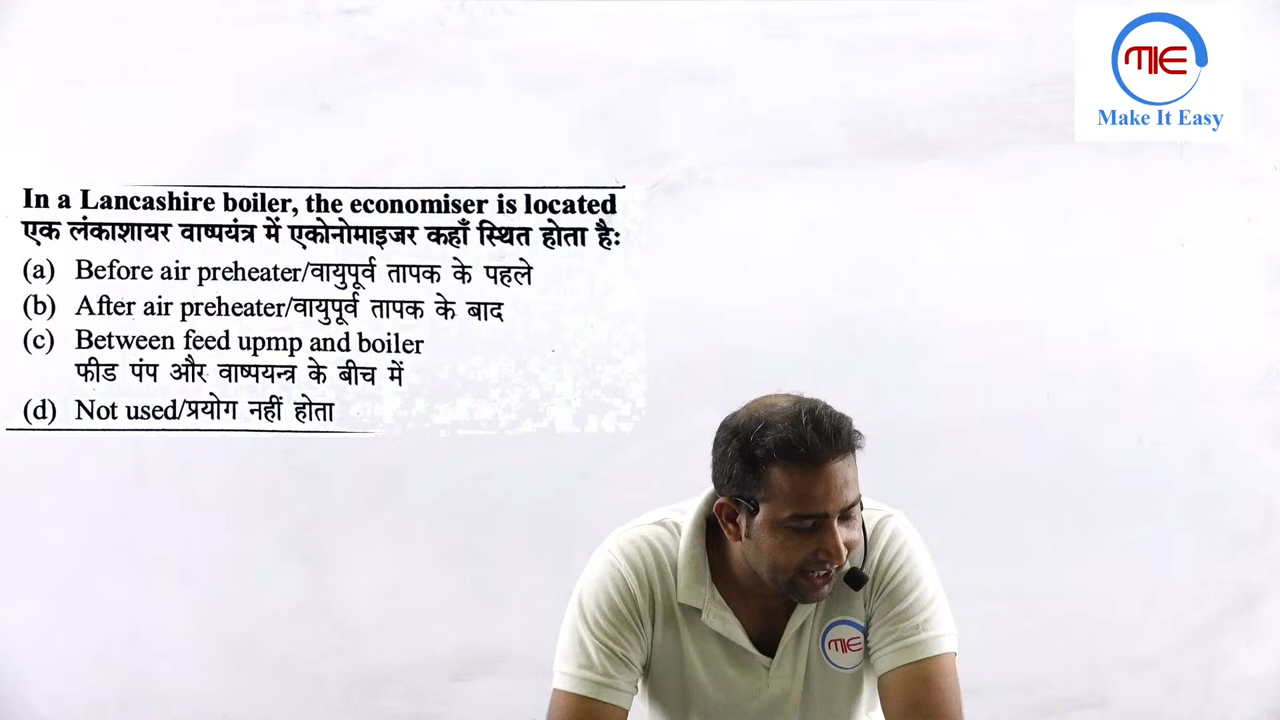 MIE
Make It Easy
In a Lancashire boiler, the economiser is located
एक लंकाशायर वाष्पयंत्र में एकोनोमाइजर कहाँ स्थित होता है:
(a) Before air preheater/वायुपूर्व तापक के पहले
(b) After air preheater/वायुपूर्व तापक के बाद
(c) Between feed upmp and boiler
फीड पंप और वाष्पयन्त्र के बीच में
(d) Not used/प्रयोग नहीं होता
MIE